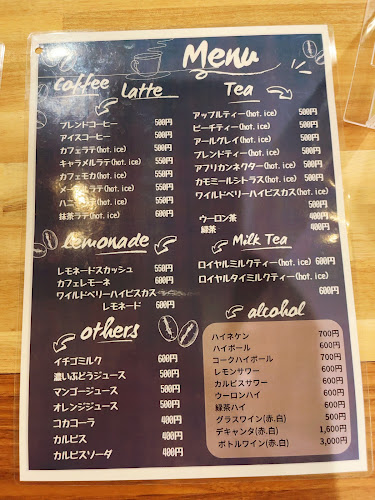 Menu
Coffee
Latte
ブレンドコーヒー 500円
アイスコーヒー 500円
カフェラテ(hot.ice) 550円
キャラメルラテ(hot.ice) 550円
カフェモカ(hot.ice) 550円
メープルラテ(hot.ice) 550円
ハニーラテ(hot.ice) 550円
抹茶ラテ(hot.ice) 600円
Tea
アップルティー(hot.ice) 500円
ピーチティー(hot.ice) 500円
アールグレイ(hot.ice) 500円
ブレンドティー(hot.ice) 500円
アフリカンネクター(hot.ice) 500円
カモミールシトラス(hot.ice) 500円
ワイルドベリーハイビスカス(hot.ice)
500円
ウーロン茶 400円
緑茶 400円
lemonade
レモネードスカッシュ 550円
カフェレモーネ 600円
ワイルドベリーハイビスカス
レモネード 600円
Milk Tea
ロイヤルミルクティー(hot.ice) 600円
ロイヤルタイミルクティー(hot.ice)
600円
others
イチゴミルク 600円
濃いぶどうジュース 500円
マンゴージュース 500円
オレンジジュース 500円
コカコーラ 400円
カルピス 400円
カルピスソーダ 400円
alcohol
ハイネケン 700円
ハイボール 600円
コークハイボール 700円
レモンサワー 600円
カルピスサワー 600円
ウーロンハイ 600円
緑茶ハイ 600円
グラスワイン(赤.白) 500円
デキャンタ(赤.白) 1,600円
ボトルワイン(赤.白) 3,000円